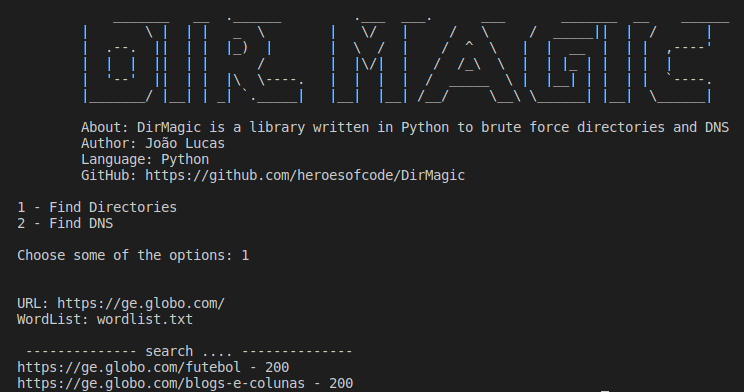 DIR MAGIC
About: DirMagic is a library written in Python to brute force directories and DNS
Author: João Lucas
Language: Python
GitHub: https://github.com/heroesofcode/DirMagic
1 - Find Directories
2 - Find DNS
Choose some of the options: 1
URL: https://ge.globo.com/
WordList: wordlist.txt
-------------- search .... --------------
https://ge.globo.com/futebol - 200
https://ge.globo.com/blogs-e-colunas - 200